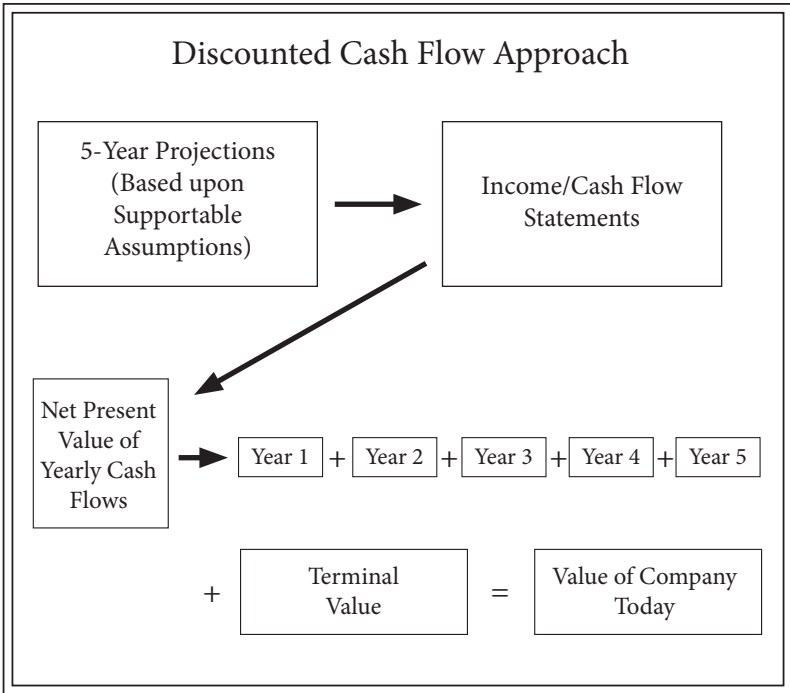 Discounted Cash Flow Approach
5-Year Projections
(Based upon
Supportable
Assumptions)
Income/Cash Flow
Statements
Net Present
Value of
Yearly Cash
Flows
Year 1 + Year 2 + Year 3 + Year 4 + Year 5
+ Terminal
Value
= Value of Company
Today